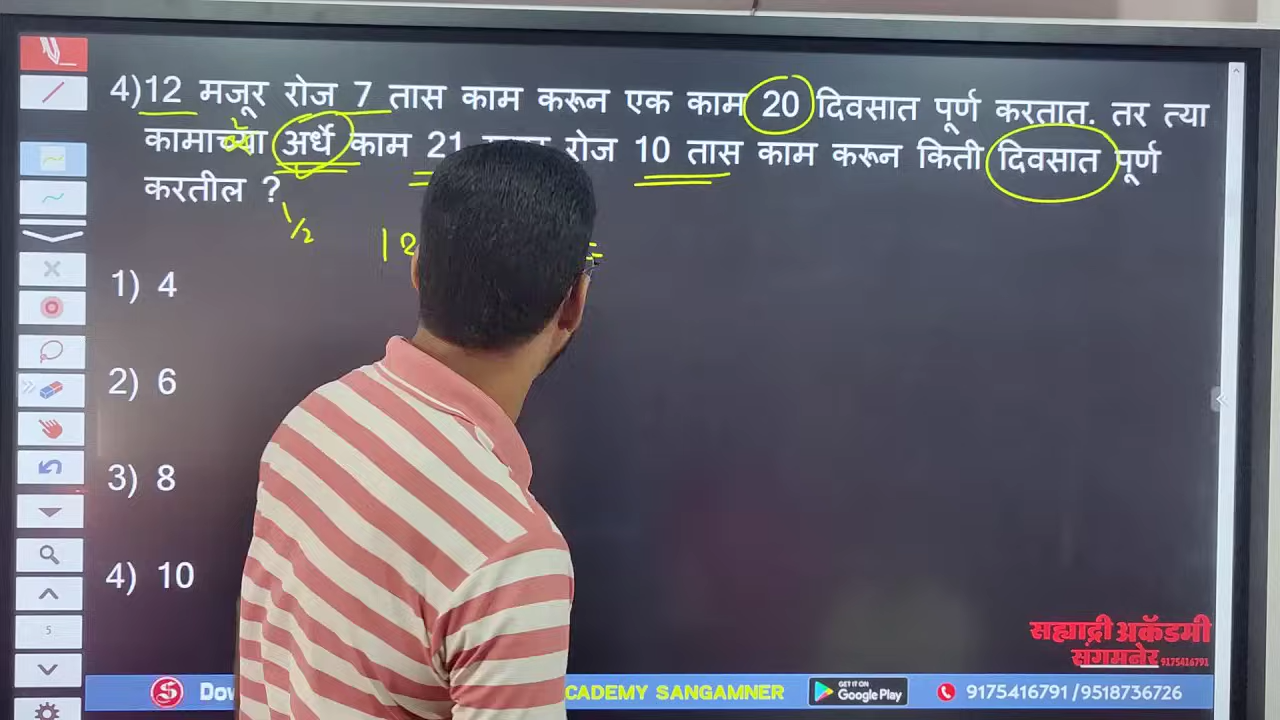 4)12 मजूर रोज 7 तास काम करून एक काम 20 दिवसात पूर्ण करतात. तर त्या
कामाच्या अर्धे काम 21 रोज 10 तास काम करून किती दिवसात पूर्ण
करतील ?
1/2
12 =
1) 4
2) 6
3) 8
4) 10
5
सह्याद्री अकॅडमी
संगमनेर 9175416791
CADEMY SANGAMNER GET IT ON Google Play 9175416791 /9518736726